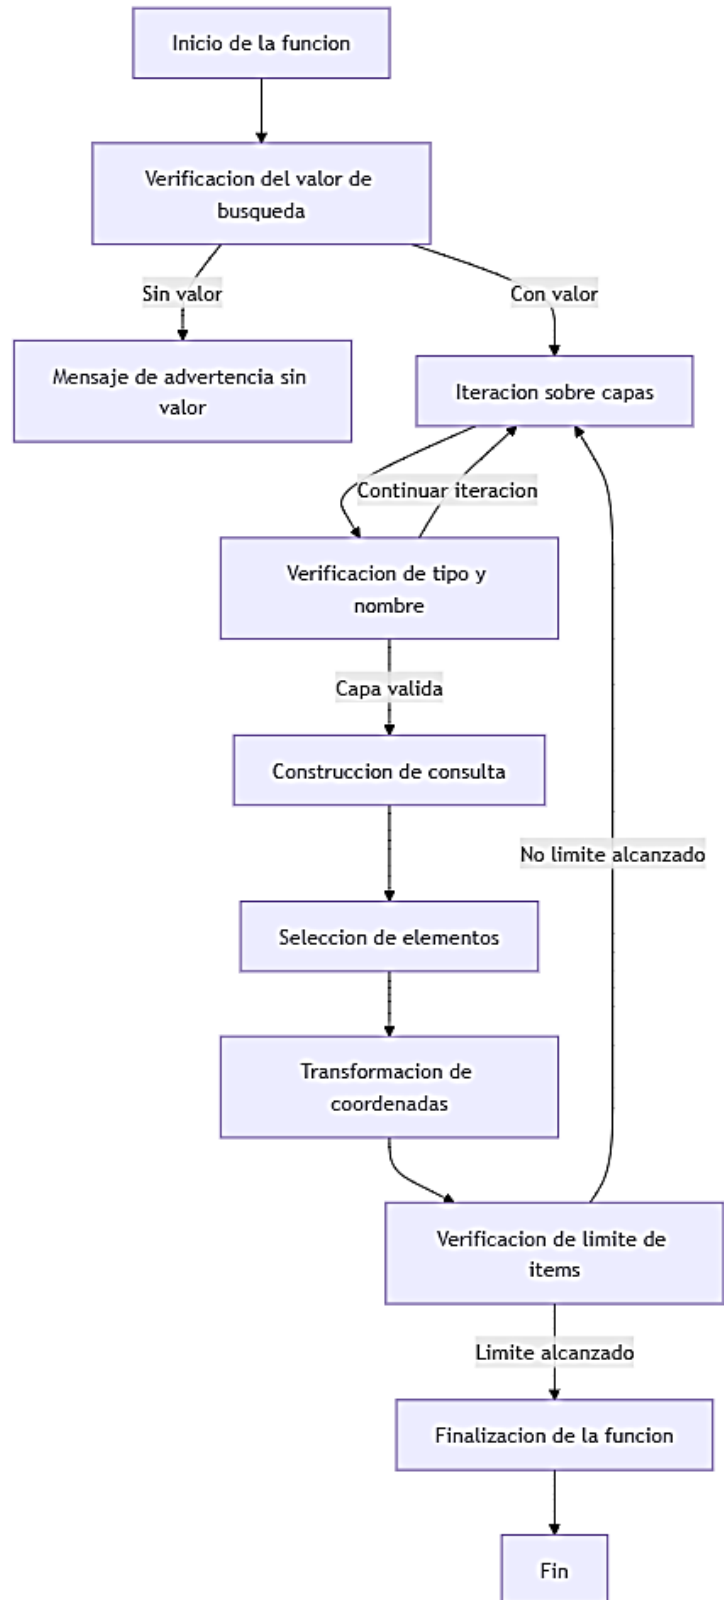 Inicio de la funcion
Verificacion del valor de
busqueda
Sin valor
Con valor
Mensaje de advertencia sin
valor
Iteracion sobre capas
Continuar iteracion
Verificacion de tipo y
nombre
Capa valida
Construccion de consulta
No limite alcanzado
Seleccion de elementos
Transformacion de
coordenadas
Verificacion de limite de
items
Limite alcanzado
Finalizacion de la funcion
Fin